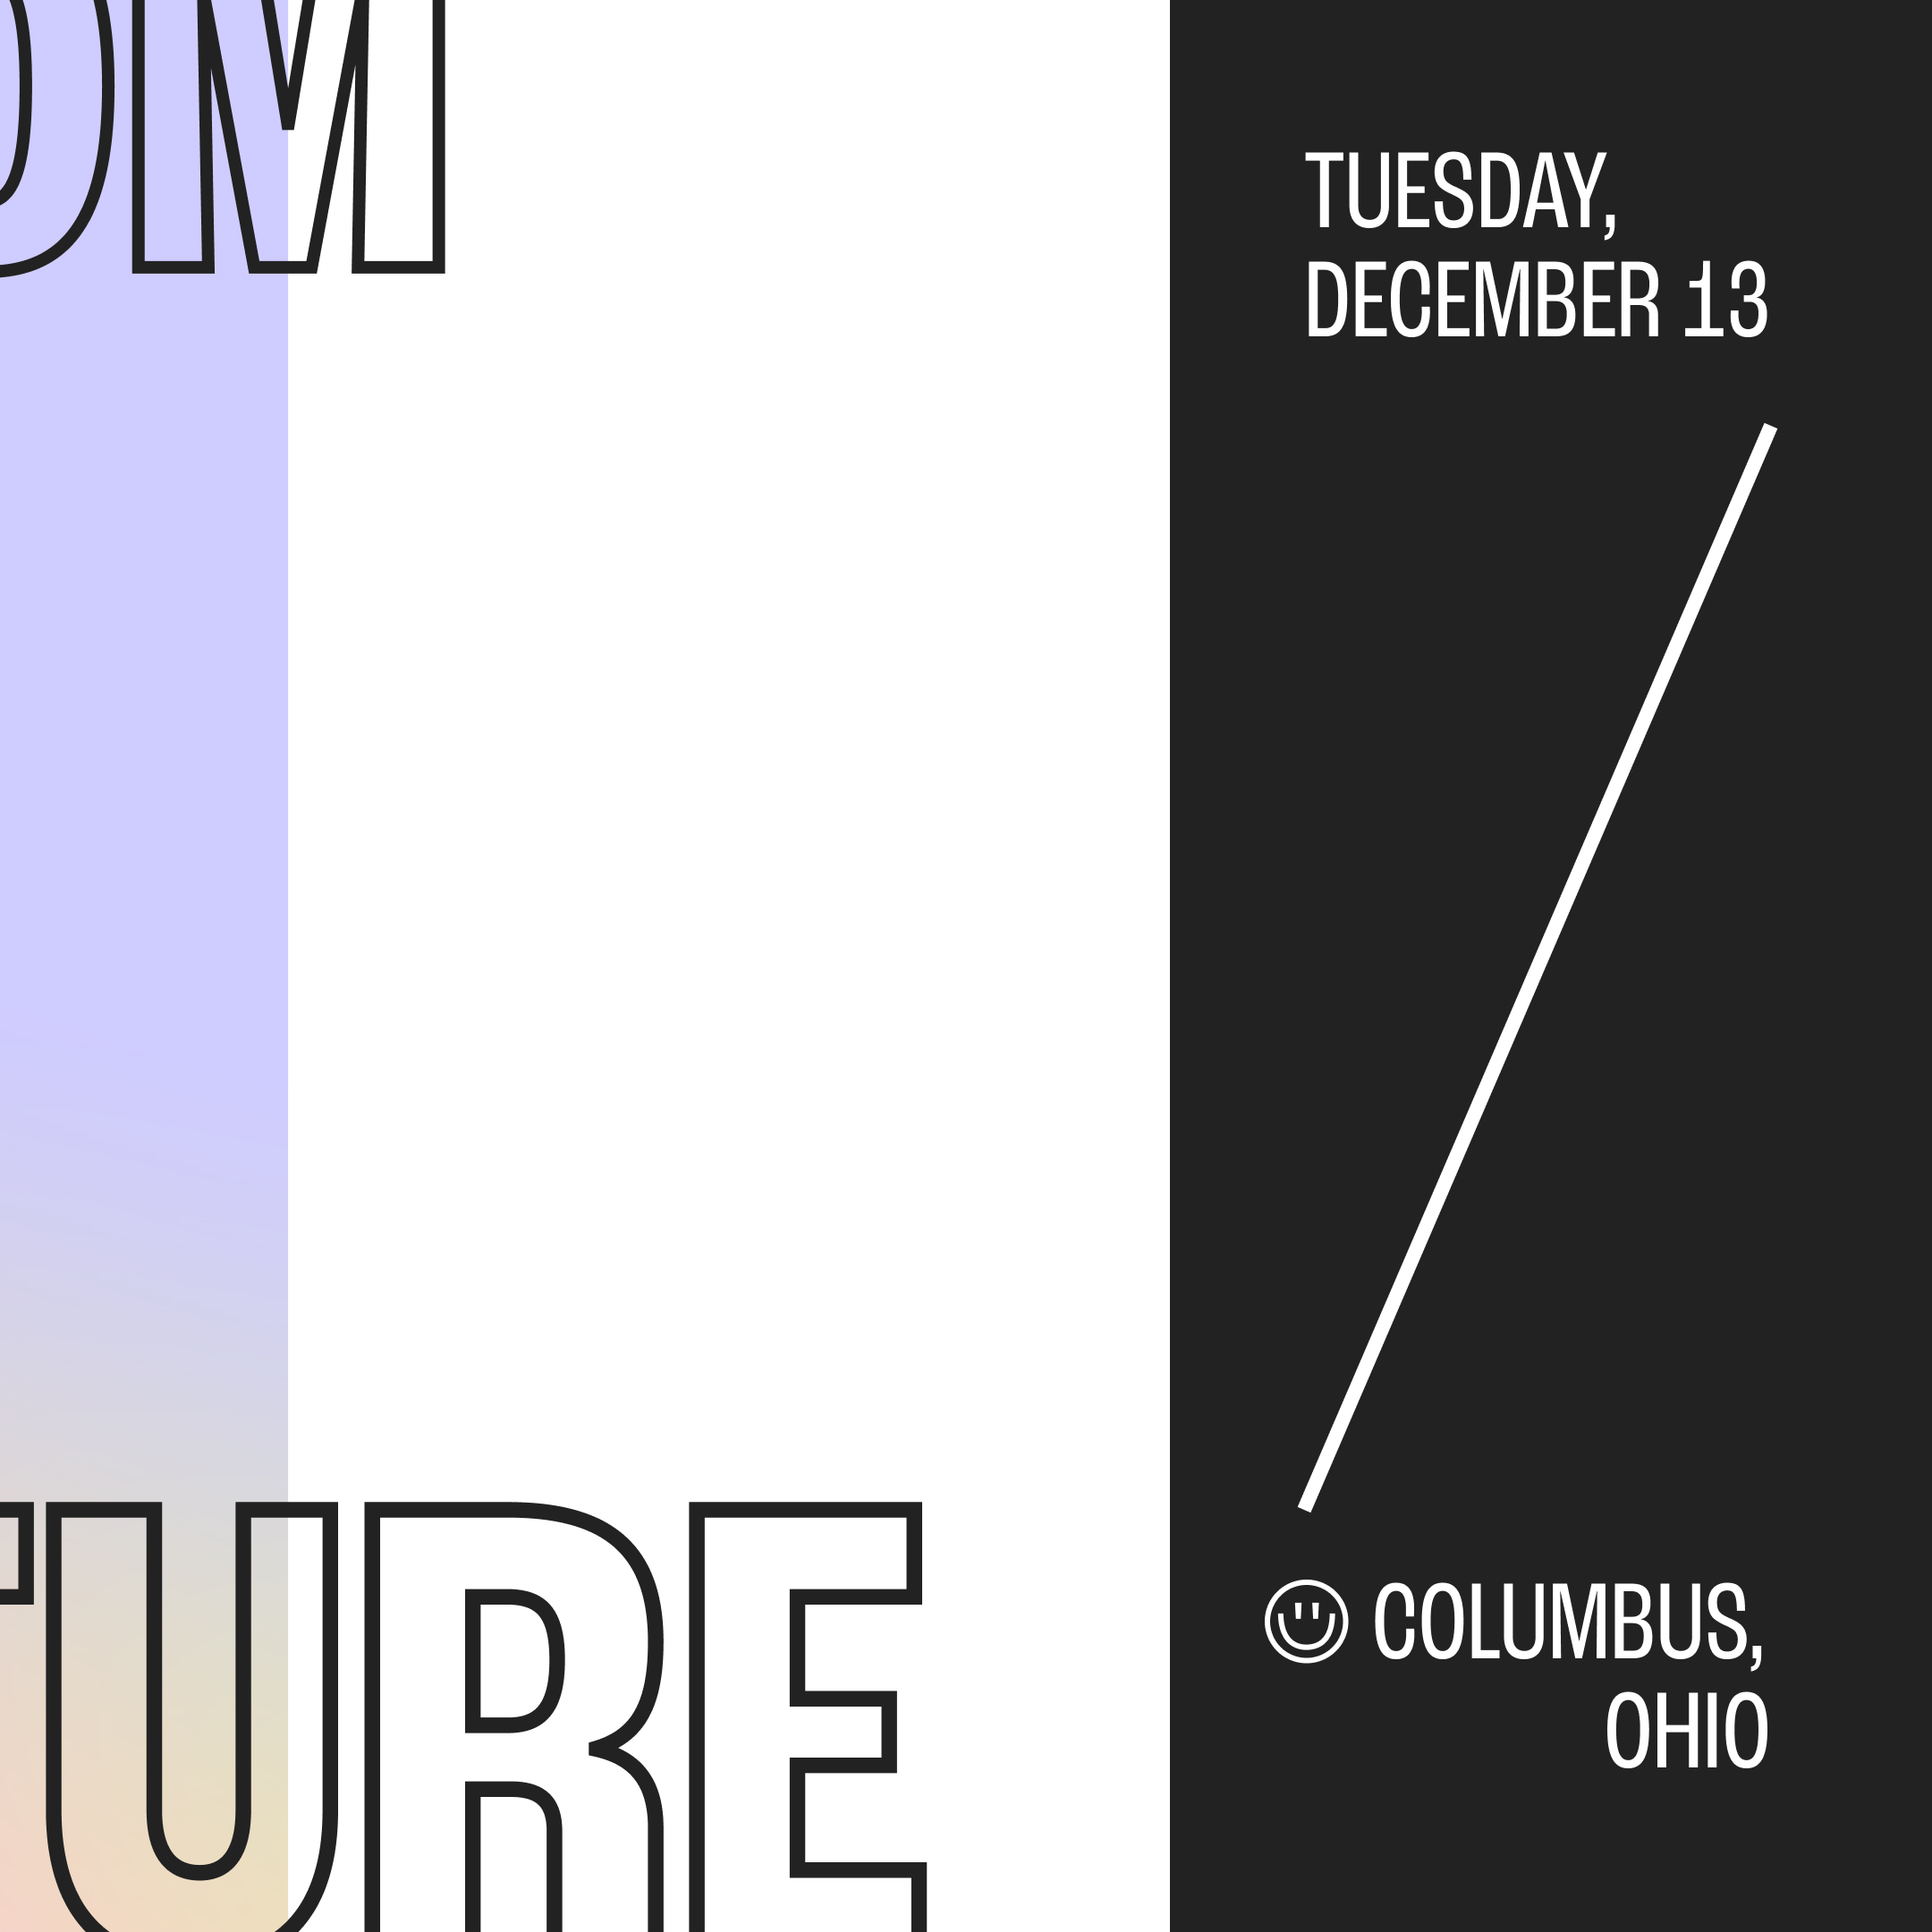 OM
TURE
TUESDAY,
DECEMBER 13
COLUMBUS,
OHIO